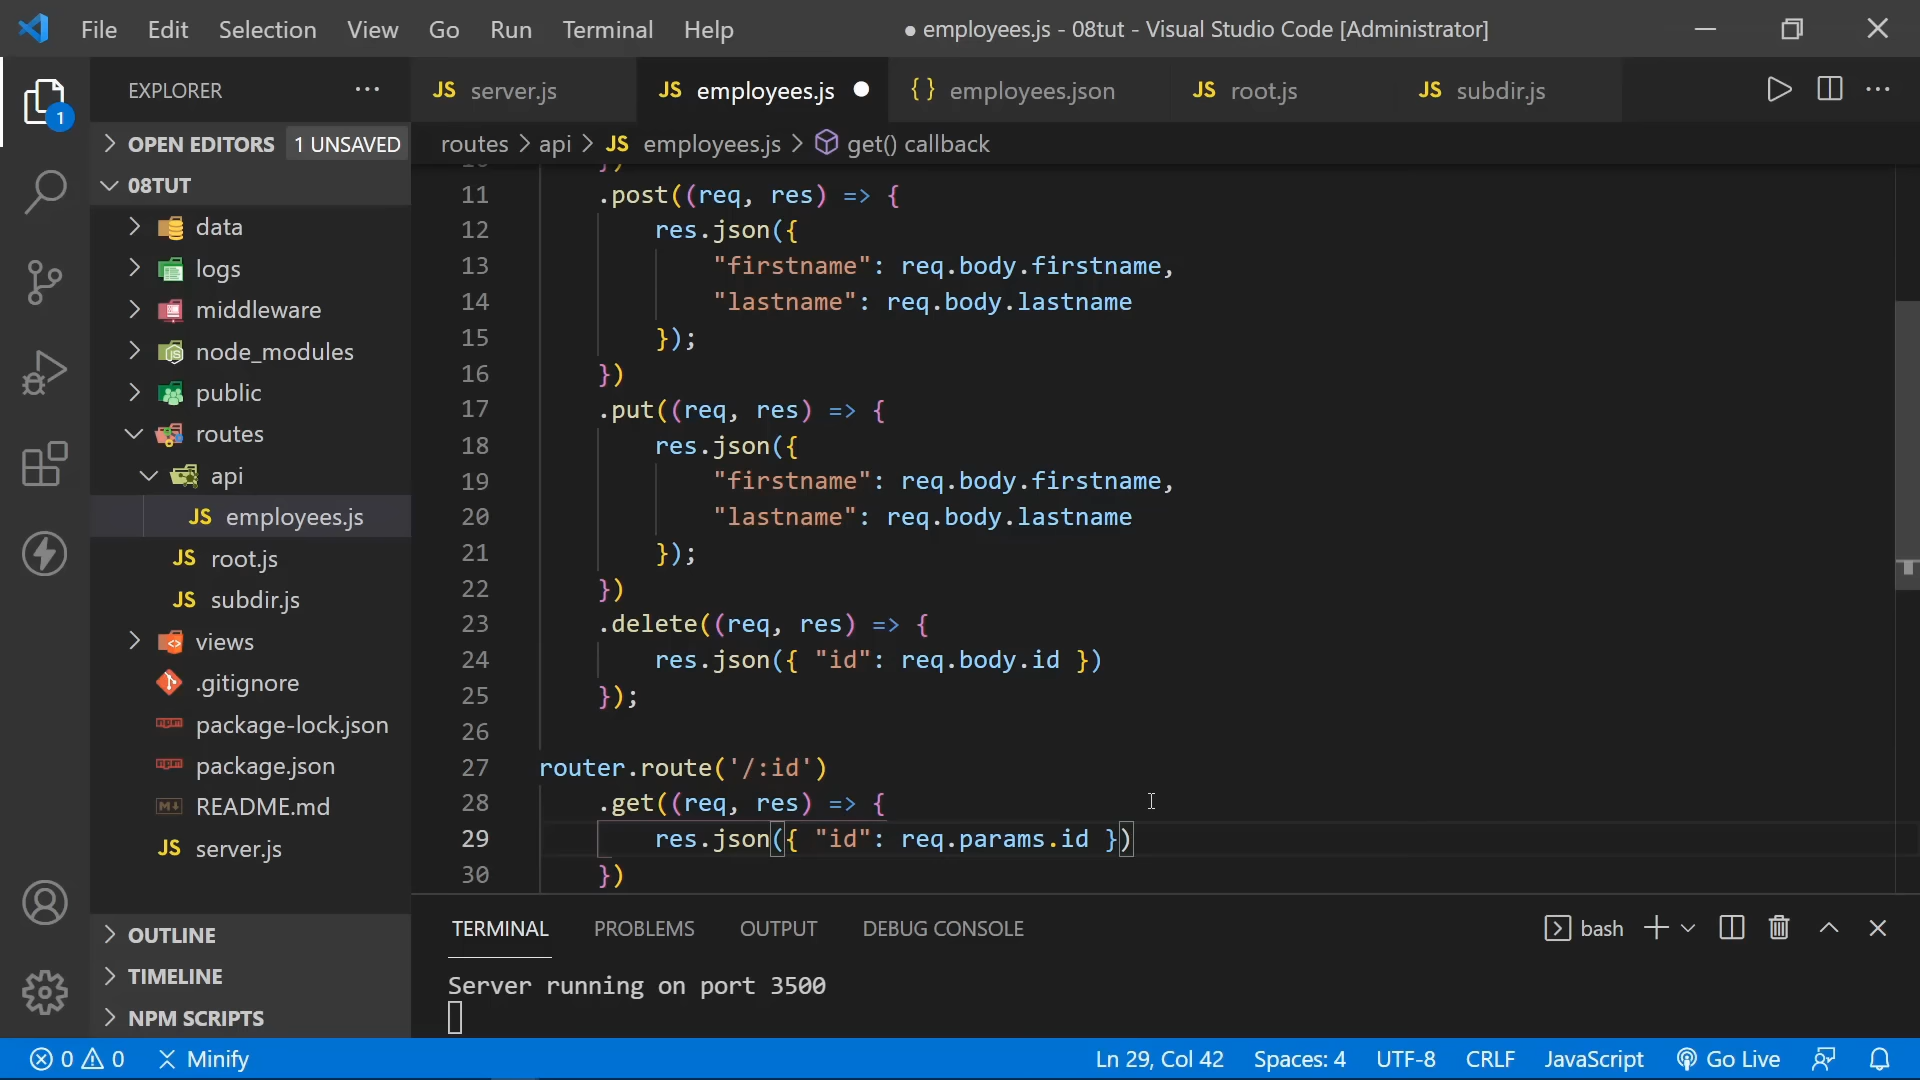 File Edit Selection View Go Run Terminal Help
● employees.js - 08tut - Visual Studio Code [Administrator]
EXPLORER
1
OPEN EDITORS 1 UNSAVED
08TUT
data
logs
middleware
node_modules
public
routes
api
JS employees.js
JS root.js
JS subdir.js
views
.gitignore
package-lock.json
package.json
README.md
JS server.js
OUTLINE
TIMELINE
NPM SCRIPTS
JS server.js
JS employees.js ●
{} employees.json
JS root.js
JS subdir.js
routes > api > JS employees.js > get() callback
11 .post((req, res) => {
12 res.json({
13 "firstname": req.body.firstname,
14 "lastname": req.body.lastname
15 });
16 })
17 .put((req, res) => {
18 res.json({
19 "firstname": req.body.firstname,
20 "lastname": req.body.lastname
21 });
22 })
23 .delete((req, res) => {
24 res.json({ "id": req.body.id })
25 });
26
27 router.route('/:id')
28 .get((req, res) => {
29 res.json({ "id": req.params.id })
30 })
TERMINAL PROBLEMS OUTPUT DEBUG CONSOLE
bash
Server running on port 3500
0 0 Minify
Ln 29, Col 42 Spaces: 4 UTF-8 CRLF JavaScript Go Live